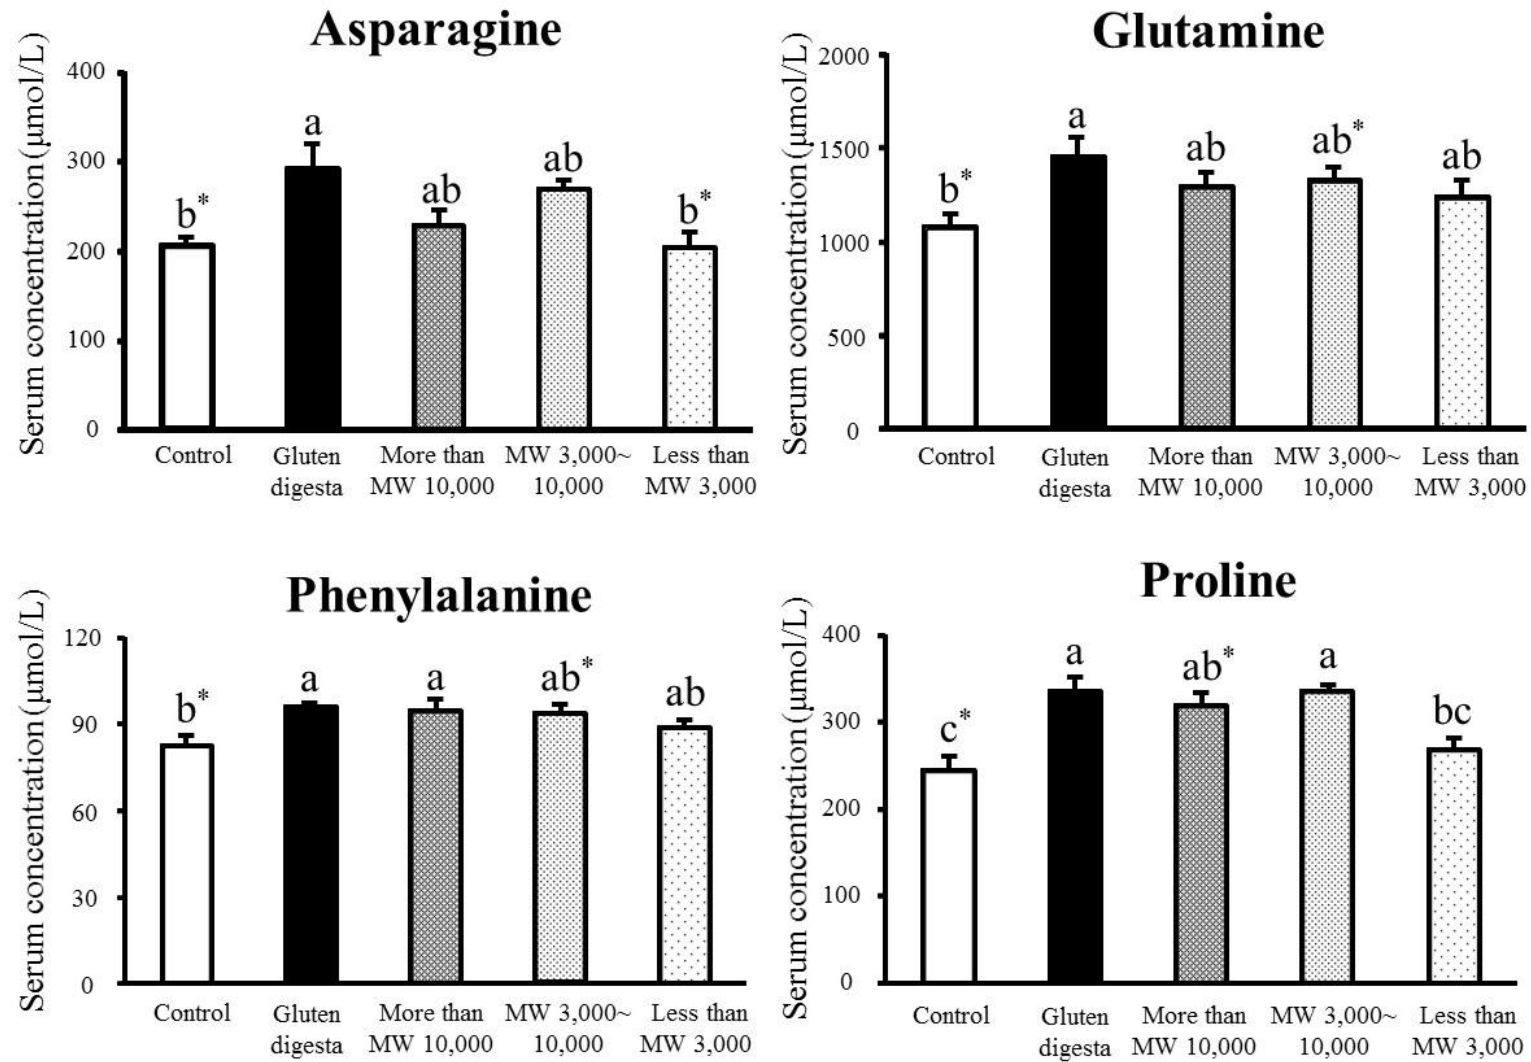 Asparagine
Serum concentration(μmol/L)
400
300
200
100
0
b*
a
ab
ab
b*
Control
Gluten
digesta
More than
MW 10,000
MW 3,000~
10,000
Less than
MW 3,000
Glutamine
Serum concentration(μmol/L)
2000
1500
1000
500
0
b*
a
ab
ab*
ab
Control
Gluten
digesta
More than
MW 10,000
MW 3,000~
10,000
Less than
MW 3,000
Phenylalanine
Serum concentration(μmol/L)
120
90
60
30
0
b*
a
a
ab*
ab
Control
Gluten
digesta
More than
MW 10,000
MW 3,000~
10,000
Less than
MW 3,000
Proline
Serum concentration(μmol/L)
400
300
200
100
0
c*
a
ab*
a
bc
Control
Gluten
digesta
More than
MW 10,000
MW 3,000~
10,000
Less than
MW 3,000